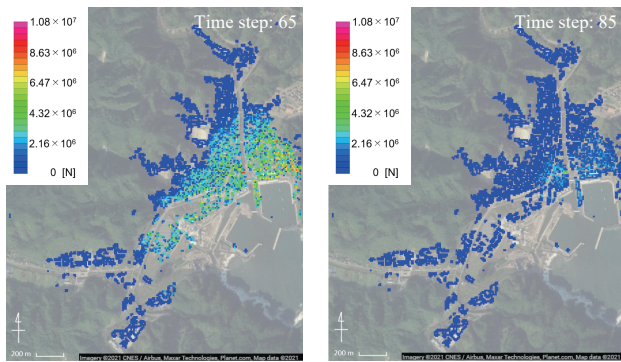 1.08×10⁷
8.63×10⁶
6.47×10⁶
4.32×10⁶
2.16×10⁶
0 [N]
Time step: 65
200 m
Imagery ©2021 CNES / Airbus, Maxar Technologies, Planet.com, Map data ©2021
1.08×10⁷
8.63×10⁶
6.47×10⁶
4.32×10⁶
2.16×10⁶
0 [N]
Time step: 85
200 m
Imagery ©2021 CNES / Airbus, Maxar Technologies, Planet.com, Map data ©2021